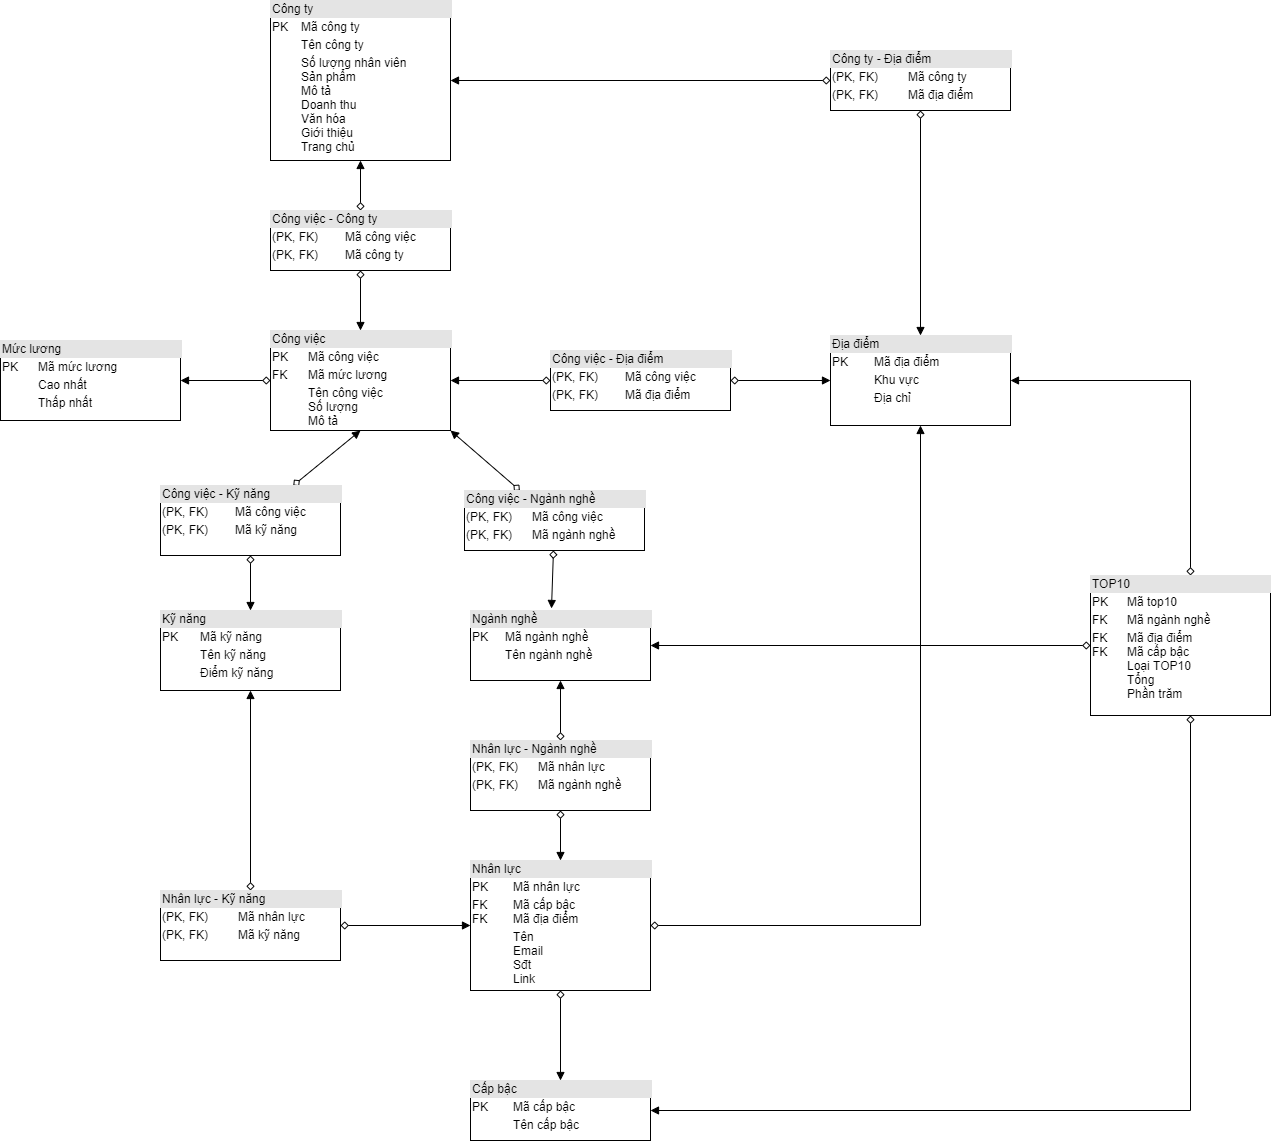 Công ty
PK Mã công ty
Tên công ty
Số lượng nhân viên
Sản phẩm
Mô tả
Doanh thu
Văn hóa
Giới thiệu
Trang chủ
Công ty - Địa điểm
(PK, FK) Mã công ty
(PK, FK) Mã địa điểm
Công việc - Công ty
(PK, FK) Mã công việc
(PK, FK) Mã công ty
Mức lương
PK Mã mức lương
Cao nhất
Thấp nhất
Công việc
PK Mã công việc
FK Mã mức lương
Tên công việc
Số lượng
Mô tả
Công việc - Địa điểm
(PK, FK) Mã công việc
(PK, FK) Mã địa điểm
Địa điểm
PK Mã địa điểm
Khu vực
Địa chỉ
Công việc - Kỹ năng
(PK, FK) Mã công việc
(PK, FK) Mã kỹ năng
Công việc - Ngành nghề
(PK, FK) Mã công việc
(PK, FK) Mã ngành nghề
TOP10
PK Mã top10
FK Mã ngành nghề
FK Mã địa điểm
FK Mã cấp bậc
Loại TOP10
Tổng
Phần trăm
Kỹ năng
PK Mã kỹ năng
Tên kỹ năng
Điểm kỹ năng
Ngành nghề
PK Mã ngành nghề
Tên ngành nghề
Nhân lực - Ngành nghề
(PK, FK) Mã nhân lực
(PK, FK) Mã ngành nghề
Nhân lực - Kỹ năng
(PK, FK) Mã nhân lực
(PK, FK) Mã kỹ năng
Nhân lực
PK Mã nhân lực
FK Mã cấp bậc
FK Mã địa điểm
Tên
Email
Sđt
Link
Cấp bậc
PK Mã cấp bậc
Tên cấp bậc